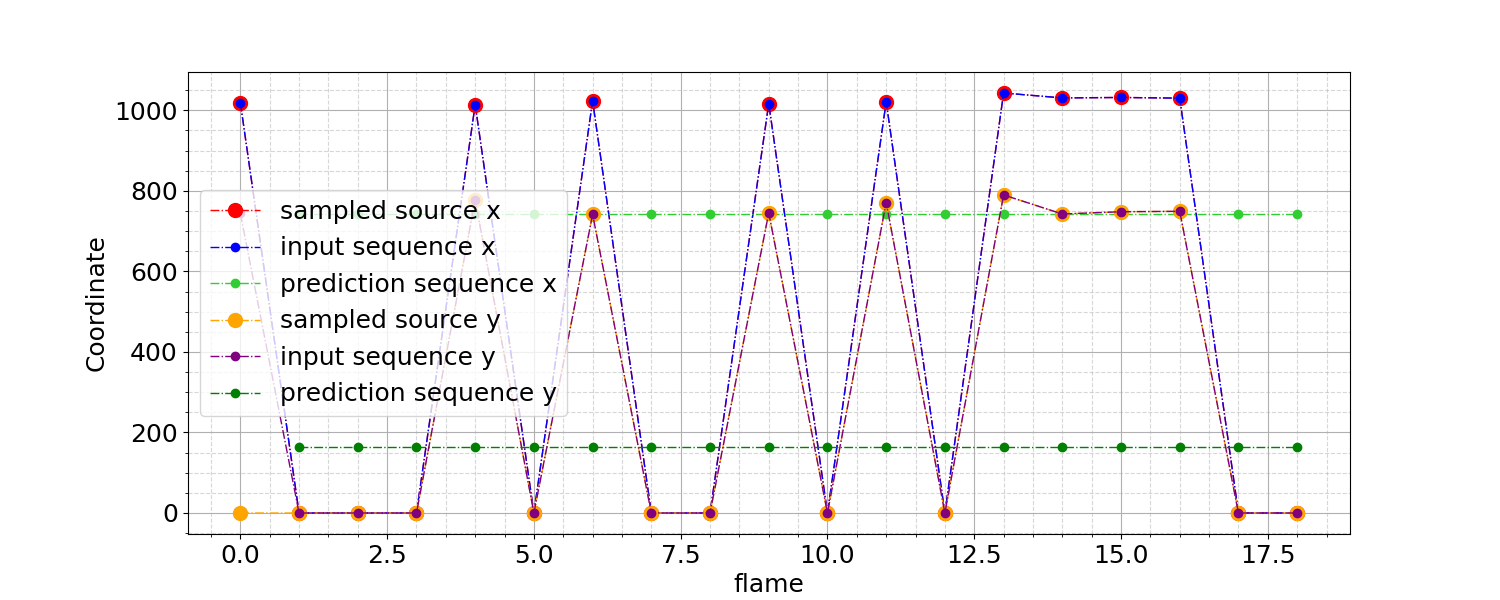 1000
800
600
400
200
0
Coordinate
sampled source x
input sequence x
prediction sequence x
sampled source y
input sequence y
prediction sequence y
0.0 2.5 5.0 7.5 10.0 12.5 15.0 17.5
flame